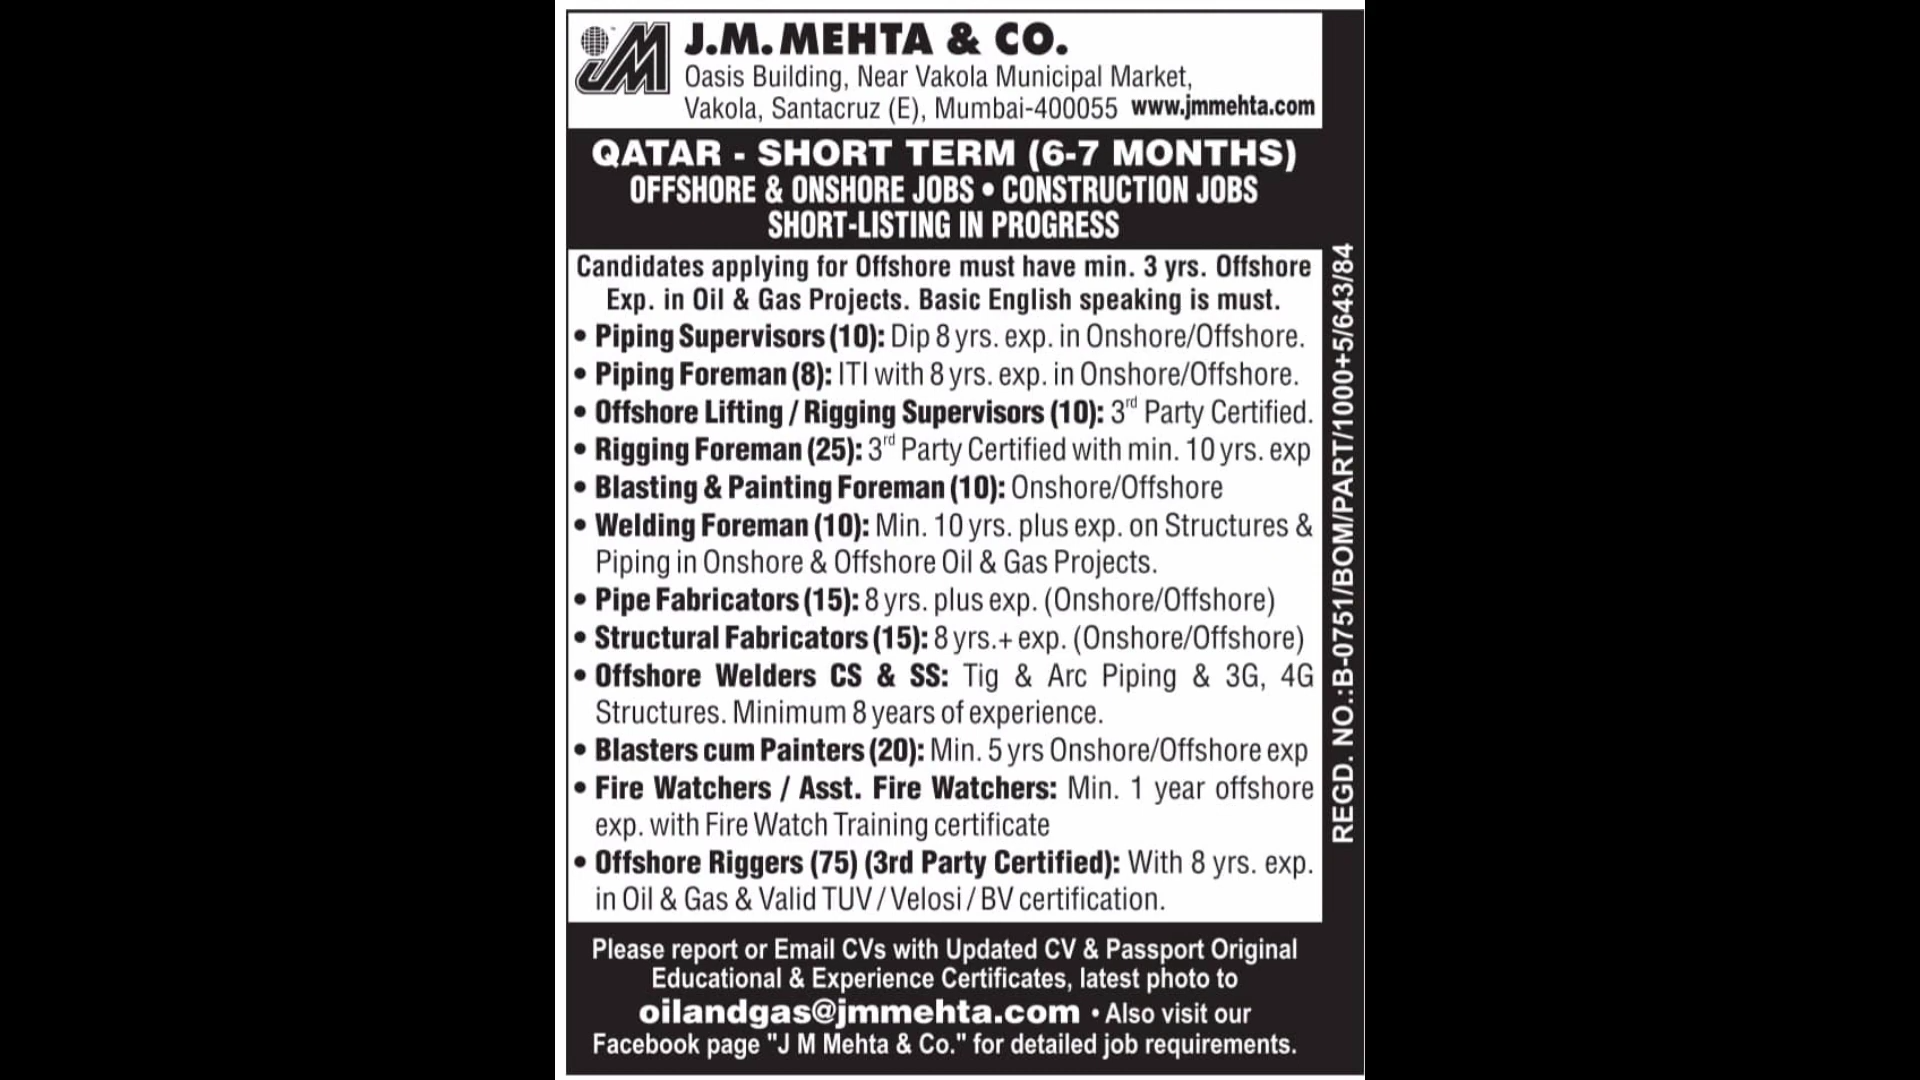 JM
J.M. MEHTA & CO.
Oasis Building, Near Vakola Municipal Market,
Vakola, Santacruz (E), Mumbai-400055 www.jmmehta.com
QATAR - SHORT TERM (6-7 MONTHS)
OFFSHORE & ONSHORE JOBS • CONSTRUCTION JOBS
SHORT-LISTING IN PROGRESS
Candidates applying for Offshore must have min. 3 yrs. Offshore
Exp. in Oil & Gas Projects. Basic English speaking is must.
• Piping Supervisors (10): Dip 8 yrs. exp. in Onshore/Offshore.
• Piping Foreman (8): ITI with 8 yrs. exp. in Onshore/Offshore.
• Offshore Lifting / Rigging Supervisors (10): 3rd Party Certified.
• Rigging Foreman (25): 3rd Party Certified with min. 10 yrs. exp
• Blasting & Painting Foreman (10): Onshore/Offshore
• Welding Foreman (10): Min. 10 yrs. plus exp. on Structures &
Piping in Onshore & Offshore Oil & Gas Projects.
• Pipe Fabricators (15): 8 yrs. plus exp. (Onshore/Offshore)
• Structural Fabricators (15): 8 yrs.+ exp. (Onshore/Offshore)
• Offshore Welders CS & SS: Tig & Arc Piping & 3G, 4G
Structures. Minimum 8 years of experience.
• Blasters cum Painters (20): Min. 5 yrs Onshore/Offshore exp
• Fire Watchers / Asst. Fire Watchers: Min. 1 year offshore
exp. with Fire Watch Training certificate
• Offshore Riggers (75) (3rd Party Certified): With 8 yrs. exp.
in Oil & Gas & Valid TUV / Velosi / BV certification.
Please report or Email CVs with Updated CV & Passport Original
Educational & Experience Certificates, latest photo to
oilandgas@jmmehta.com • Also visit our
Facebook page "J M Mehta & Co." for detailed job requirements.
REGD. NO.:B-0751/BOM/PART/1000+5/643/84